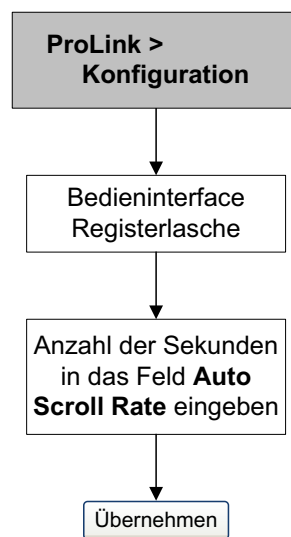 ProLink >
Konfiguration
Bedieninterface
Registerlasche
Anzahl der Sekunden
in das Feld Auto
Scroll Rate eingeben
Übernehmen